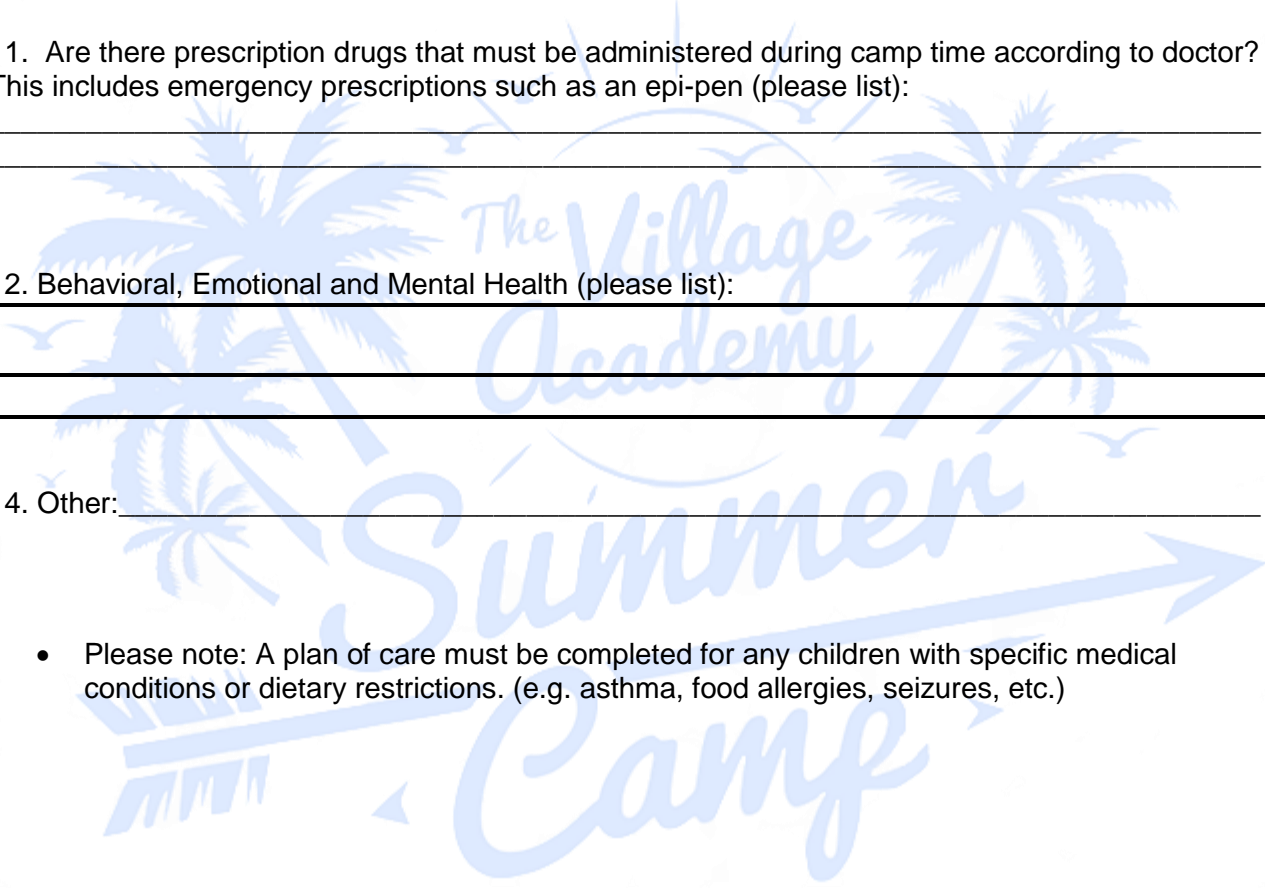 1. Are there prescription drugs that must be administered during camp time according to doctor?
This includes emergency prescriptions such as an epi-pen (please list):
The Village
2. Behavioral, Emotional and Mental Health (please list):
Academy
4. Other:
Summer
• Please note: A plan of care must be completed for any children with specific medical
conditions or dietary restrictions. (e.g. asthma, food allergies, seizures, etc.)
Camp